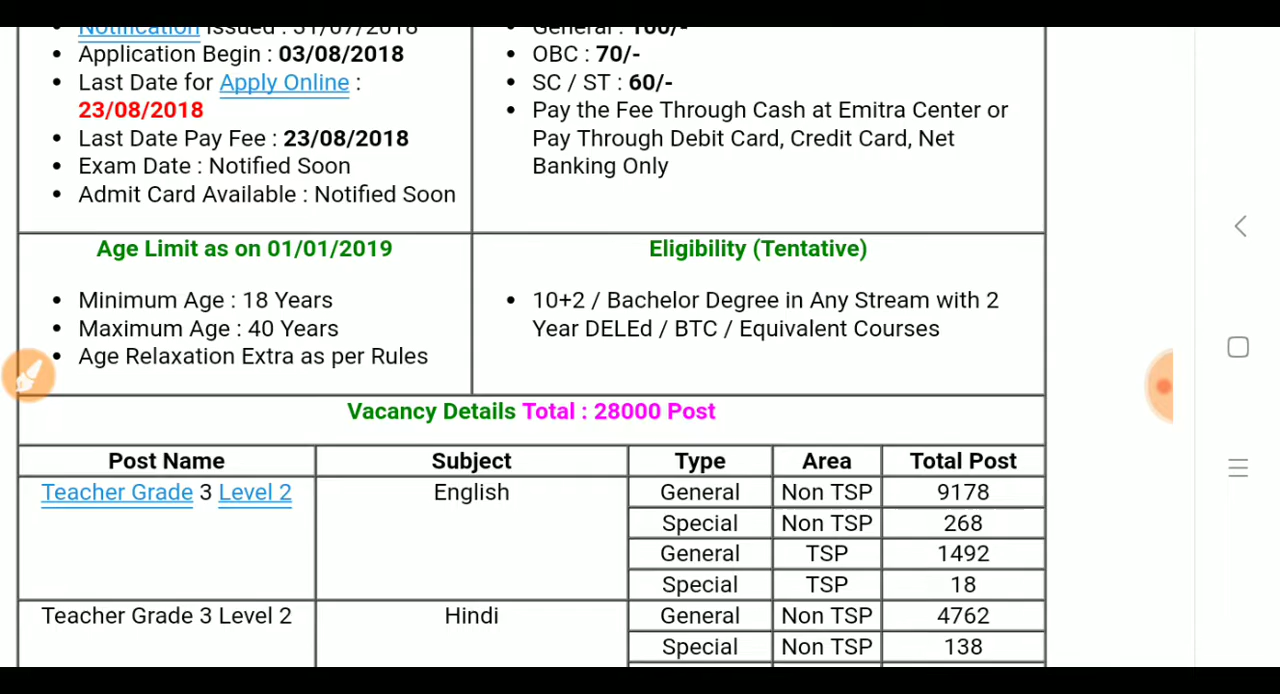 Notification Issued : 31/07/2018
Application Begin : 03/08/2018
Last Date for Apply Online :
23/08/2018
Last Date Pay Fee : 23/08/2018
Exam Date : Notified Soon
Admit Card Available : Notified Soon
General : 100/-
OBC : 70/-
SC / ST : 60/-
Pay the Fee Through Cash at Emitra Center or
Pay Through Debit Card, Credit Card, Net
Banking Only
Age Limit as on 01/01/2019
Minimum Age : 18 Years
Maximum Age : 40 Years
Age Relaxation Extra as per Rules
Eligibility (Tentative)
10+2 / Bachelor Degree in Any Stream with 2
Year DELEd / BTC / Equivalent Courses
Vacancy Details Total : 28000 Post
Post Name Subject Type Area Total Post
Teacher Grade 3 Level 2 English General Non TSP 9178
Special Non TSP 268
General TSP 1492
Special TSP 18
Teacher Grade 3 Level 2 Hindi General Non TSP 4762
Special Non TSP 138